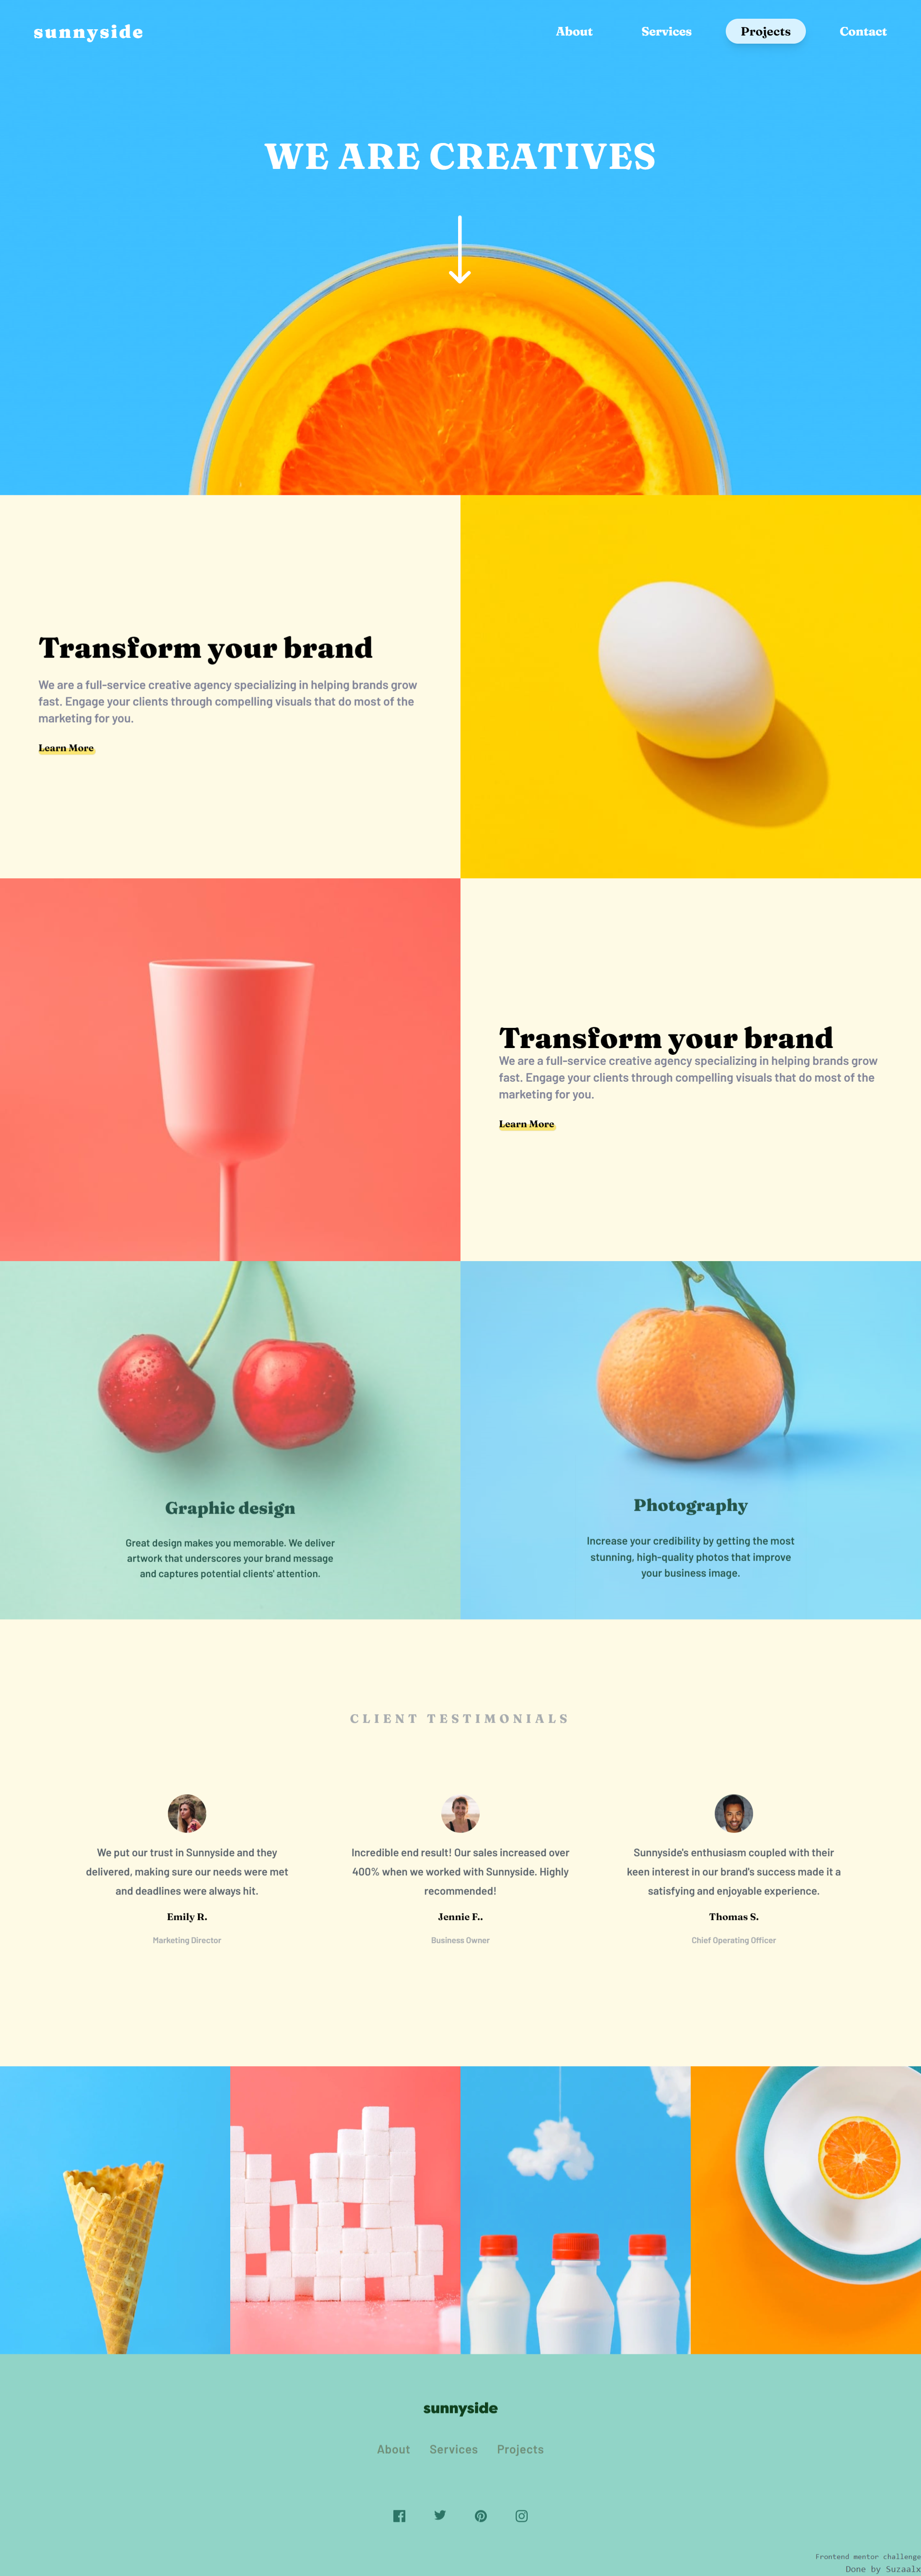 sunnyside
About Services Projects Contact
WE ARE CREATIVES
Transform your brand
We are a full-service creative agency specializing in helping brands grow
fast. Engage your clients through compelling visuals that do most of the
marketing for you.
Learn More
Transform your brand
We are a full-service creative agency specializing in helping brands grow
fast. Engage your clients through compelling visuals that do most of the
marketing for you.
Learn More
Graphic design
Great design makes you memorable. We deliver
artwork that underscores your brand message
and captures potential clients' attention.
Photography
Increase your credibility by getting the most
stunning, high-quality photos that improve
your business image.
CLIENT TESTIMONIALS
We put our trust in Sunnyside and they
delivered, making sure our needs were met
and deadlines were always hit.
Emily R.
Marketing Director
Incredible end result! Our sales increased over
400% when we worked with Sunnyside. Highly
recommended!
Jennie F..
Business Owner
Sunnyside's enthusiasm coupled with their
keen interest in our brand's success made it a
satisfying and enjoyable experience.
Thomas S.
Chief Operating Officer
sunnyside
About Services Projects
Frontend mentor challenge
Done by Suzaalx